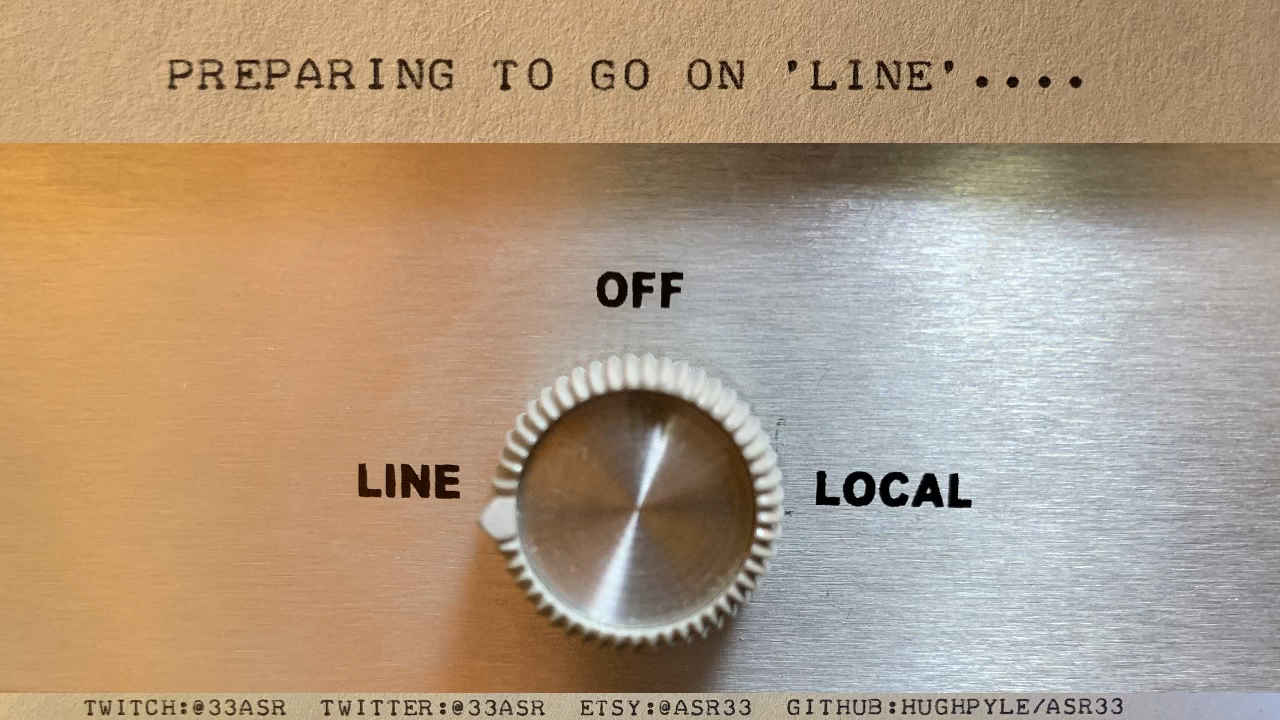 PREPARING TO GO ON 'LINE'....
OFF
LINE
LOCAL
TWITCH:@33ASR TWITTER:@33ASR ETSY:@ASR33 GITHUB:HUGHPYLE/ASR33